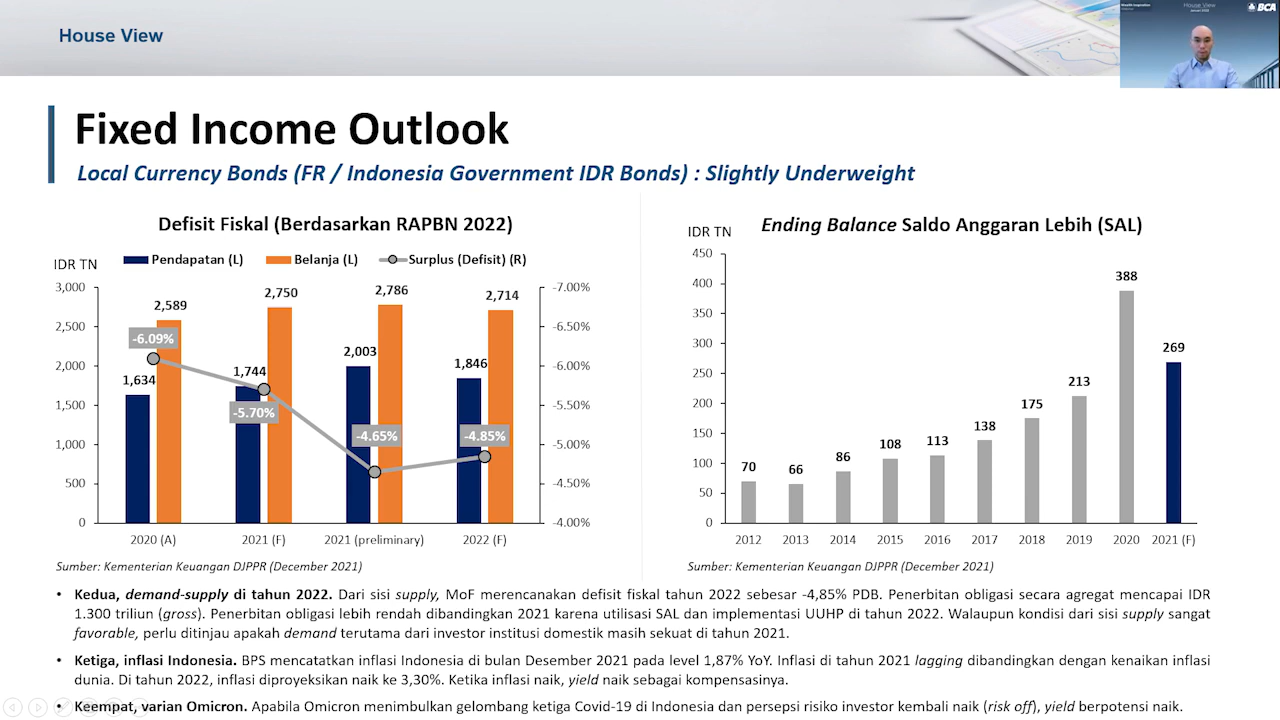 House View
House View
BCA
Fixed Income Outlook
Local Currency Bonds (FR / Indonesia Government IDR Bonds) : Slightly Underweight
Defisit Fiskal (Berdasarkan RAPBN 2022)
IDR TN
Pendapatan (L)
Belanja (L)
Surplus (Defisit) (R)
3,000
2,500
2,000
1,500
1,000
500
0
2,589
2,750
2,786
2,714
1,634
1,744
2,003
1,846
-6.09%
-5.70%
-4.65%
-4.85%
-7.00%
-6.50%
-6.00%
-5.50%
-5.00%
-4.50%
-4.00%
2020 (A)
2021 (F)
2021 (preliminary)
2022 (F)
Sumber: Kementerian Keuangan DJPPR (December 2021)
Ending Balance Saldo Anggaran Lebih (SAL)
IDR TN
450
400
350
300
250
200
150
100
50
0
70
66
86
108
113
138
175
213
388
269
2012
2013
2014
2015
2016
2017
2018
2019
2020
2021 (F)
Sumber: Kementerian Keuangan DJPPR (December 2021)
• Kedua, demand-supply di tahun 2022. Dari sisi supply, MoF merencanakan defisit fiskal tahun 2022 sebesar -4,85% PDB. Penerbitan obligasi secara agregat mencapai IDR
1.300 triliun (gross). Penerbitan obligasi lebih rendah dibandingkan 2021 karena utilisasi SAL dan implementasi UUHP di tahun 2022. Walaupun kondisi dari sisi supply sangat
favorable, perlu ditinjau apakah demand terutama dari investor institusi domestik masih sekuat di tahun 2021.
• Ketiga, inflasi Indonesia. BPS mencatatkan inflasi Indonesia di bulan Desember 2021 pada level 1,87% YoY. Inflasi di tahun 2021 lagging dibandingkan dengan kenaikan inflasi
dunia. Di tahun 2022, inflasi diproyeksikan naik ke 3,30%. Ketika inflasi naik, yield naik sebagai kompensasinya.
• Keempat, varian Omicron. Apabila Omicron menimbulkan gelombang ketiga Covid-19 di Indonesia dan persepsi risiko investor kembali naik (risk off), yield berpotensi naik.